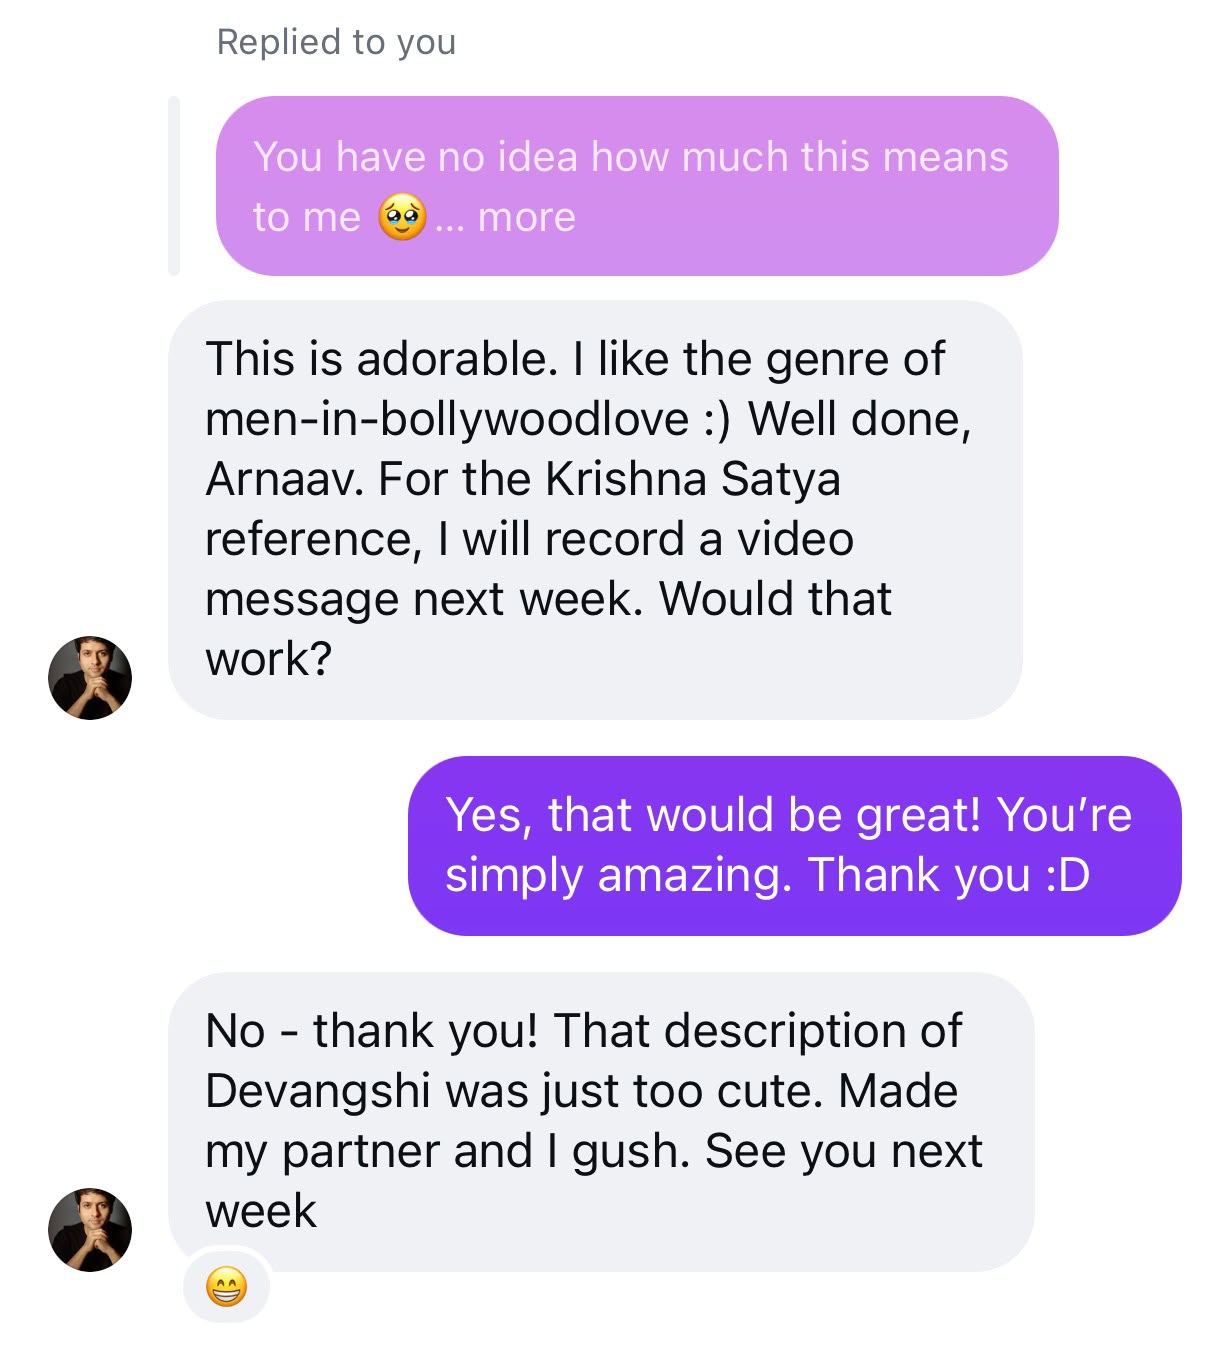 Replied to you
You have no idea how much this means
to me 🥹... more
This is adorable. I like the genre of
men-in-bollywoodlove :) Well done,
Arnaav. For the Krishna Satya
reference, I will record a video
message next week. Would that
work?
Yes, that would be great! You’re
simply amazing. Thank you :D
No - thank you! That description of
Devangshi was just too cute. Made
my partner and I gush. See you next
week
😁